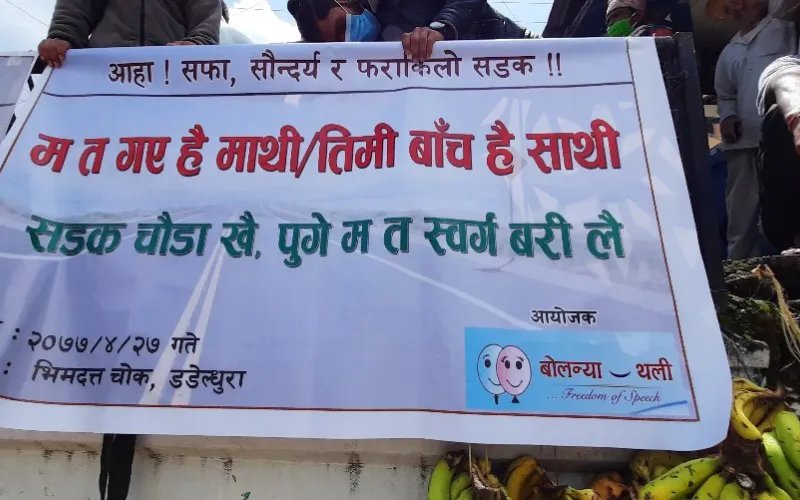 आहा ! सफा, सौन्दर्य र फराकिलो सडक !!
म त गए है माथी/तिमी बाँच है साथी
सडक चौडा खै, पुगे म त स्वर्ग बरी लै
: २०७७/४/२७ गते
: भिमदत्त चोक, डडेल्धुरा
आयोजक
बोलन्या थली
... Freedom of Speech